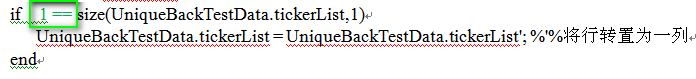 if 1 == size(UniqueBackTestData.tickerList,1)
UniqueBackTestData.tickerList = UniqueBackTestData.tickerList'; %'%将行转置为一列
end